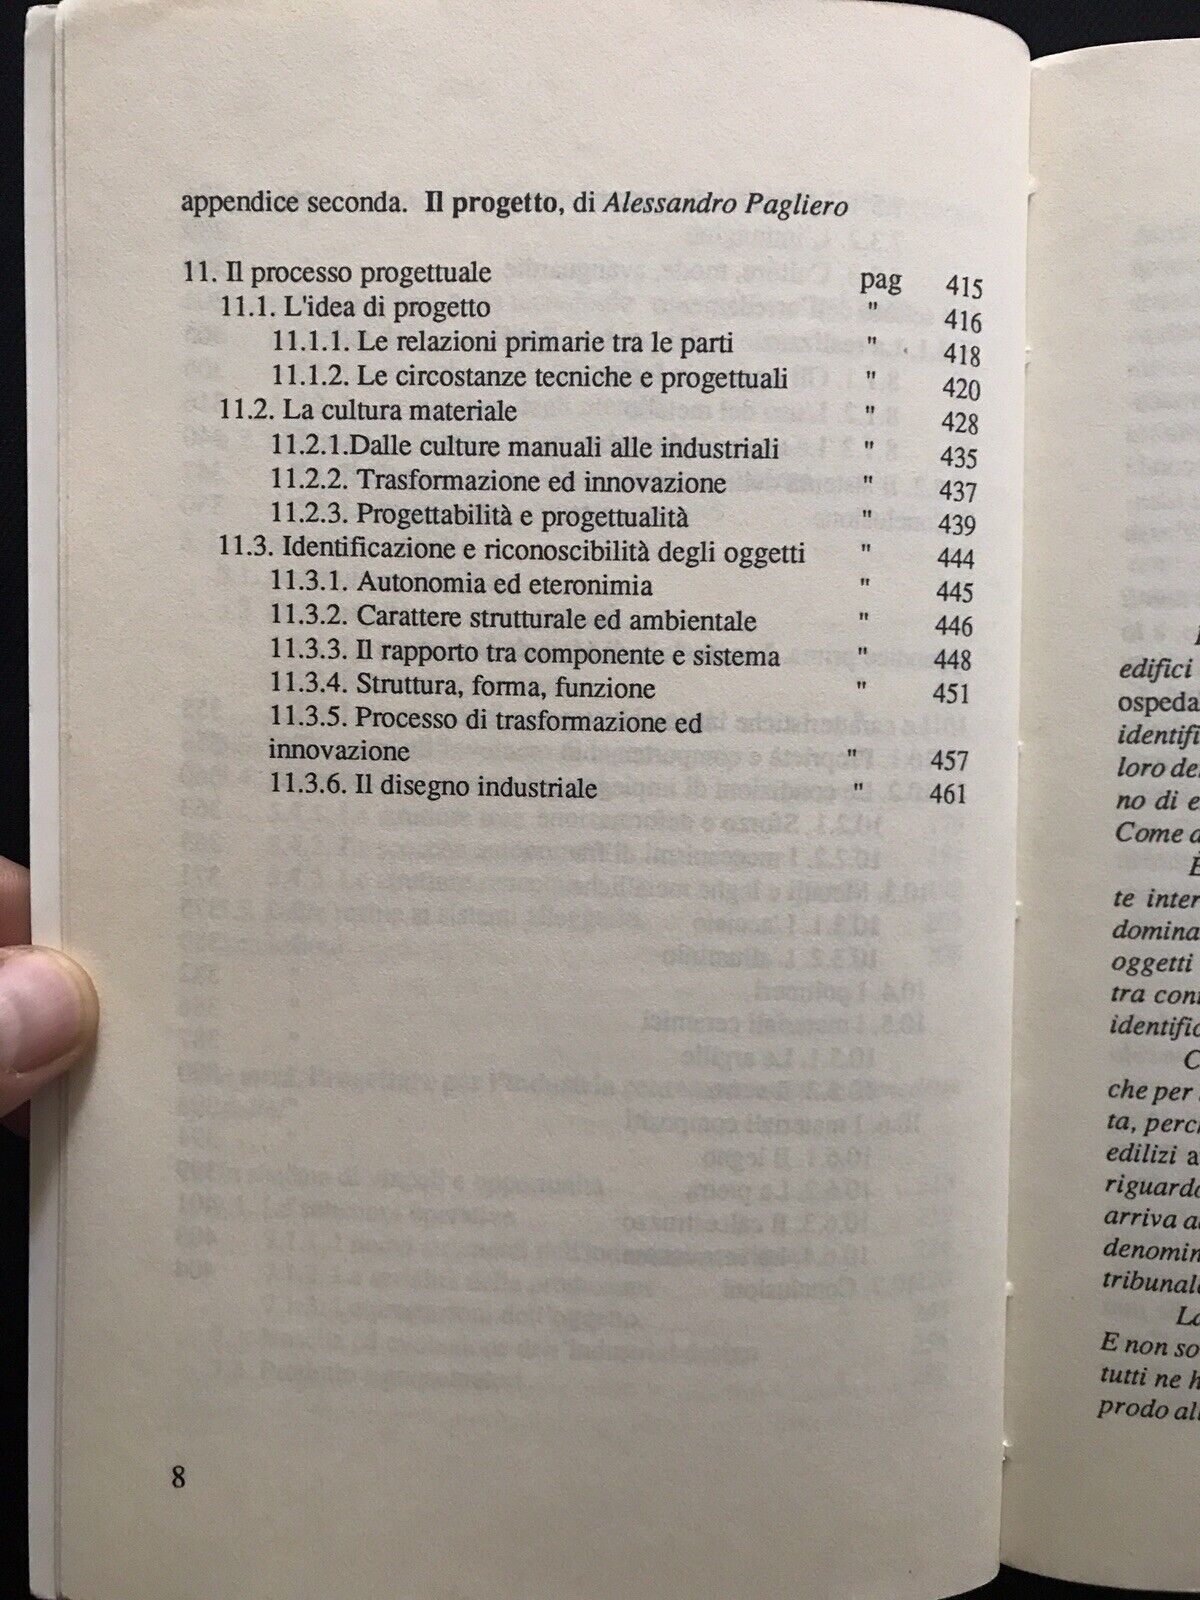 appendice seconda. Il progetto, di Alessandro Pagliero
11. Il processo progettuale pag 415
11.1. L'idea di progetto " 416
11.1.1. Le relazioni primarie tra le parti " 418
11.1.2. Le circostanze tecniche e progettuali " 420
11.2. La cultura materiale " 428
11.2.1.Dalle culture manuali alle industriali " 435
11.2.2. Trasformazione ed innovazione " 437
11.2.3. Progettabilità e progettualità " 439
11.3. Identificazione e riconoscibilità degli oggetti " 444
11.3.1. Autonomia ed eteronimia " 445
11.3.2. Carattere strutturale ed ambientale " 446
11.3.3. Il rapporto tra componente e sistema " 448
11.3.4. Struttura, forma, funzione " 451
11.3.5. Processo di trasformazione ed
innovazione " 457
11.3.6. Il disegno industriale " 461
8
edifici
ospeda
identifi
loro de
no di e
Come a
È
te inter
domina
oggetti
tra cont
identific
C
che per
ta, perc
edilizi a
riguardo
arriva a
denomin
tribunal
La
E non so
tutti ne h
prodo all